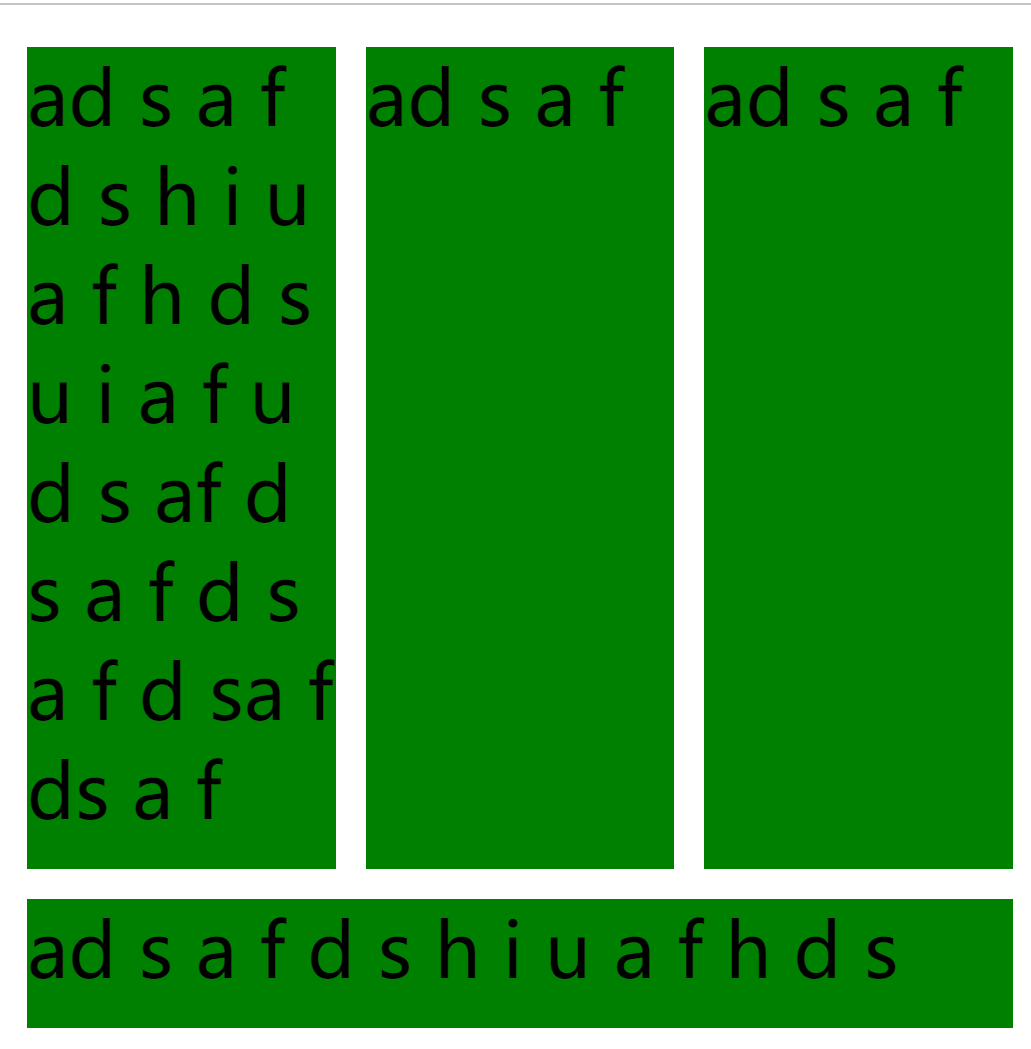 ad s a f
d s h i u
a f h d s
u i a f u
d s af d
s a f d s
a f d sa f
ds a f
ad s a f
ad s a f
ad s a f d s h i u a f h d s